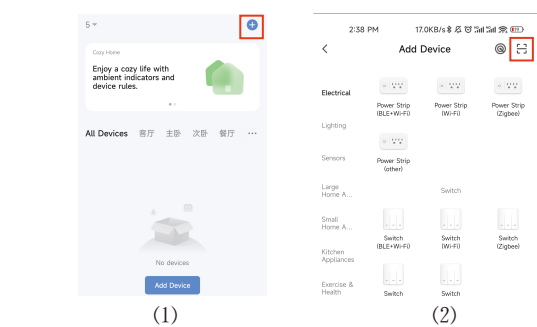 5
Cozy Home
Enjoy a cozy life with
ambient indicators and
device rules.
All Devices 客厅 主卧 次卧 餐厅 •••
No devices
Add Device
(1)
2:38 PM 17.0KB/s
Add Device
Electrical
Lighting
Sensors
Large
Home A...
Small
Home A...
Kitchen
Appliances
Exercise &
Health
Power Strip
(BLE+Wi-Fi)
Power Strip
(Wi-Fi)
Power Strip
(Zigbee)
Power Strip
(other)
Switch
Switch
(BLE+Wi-Fi)
Switch
(Wi-Fi)
Switch
(Zigbee)
Switch
Switch
(2)